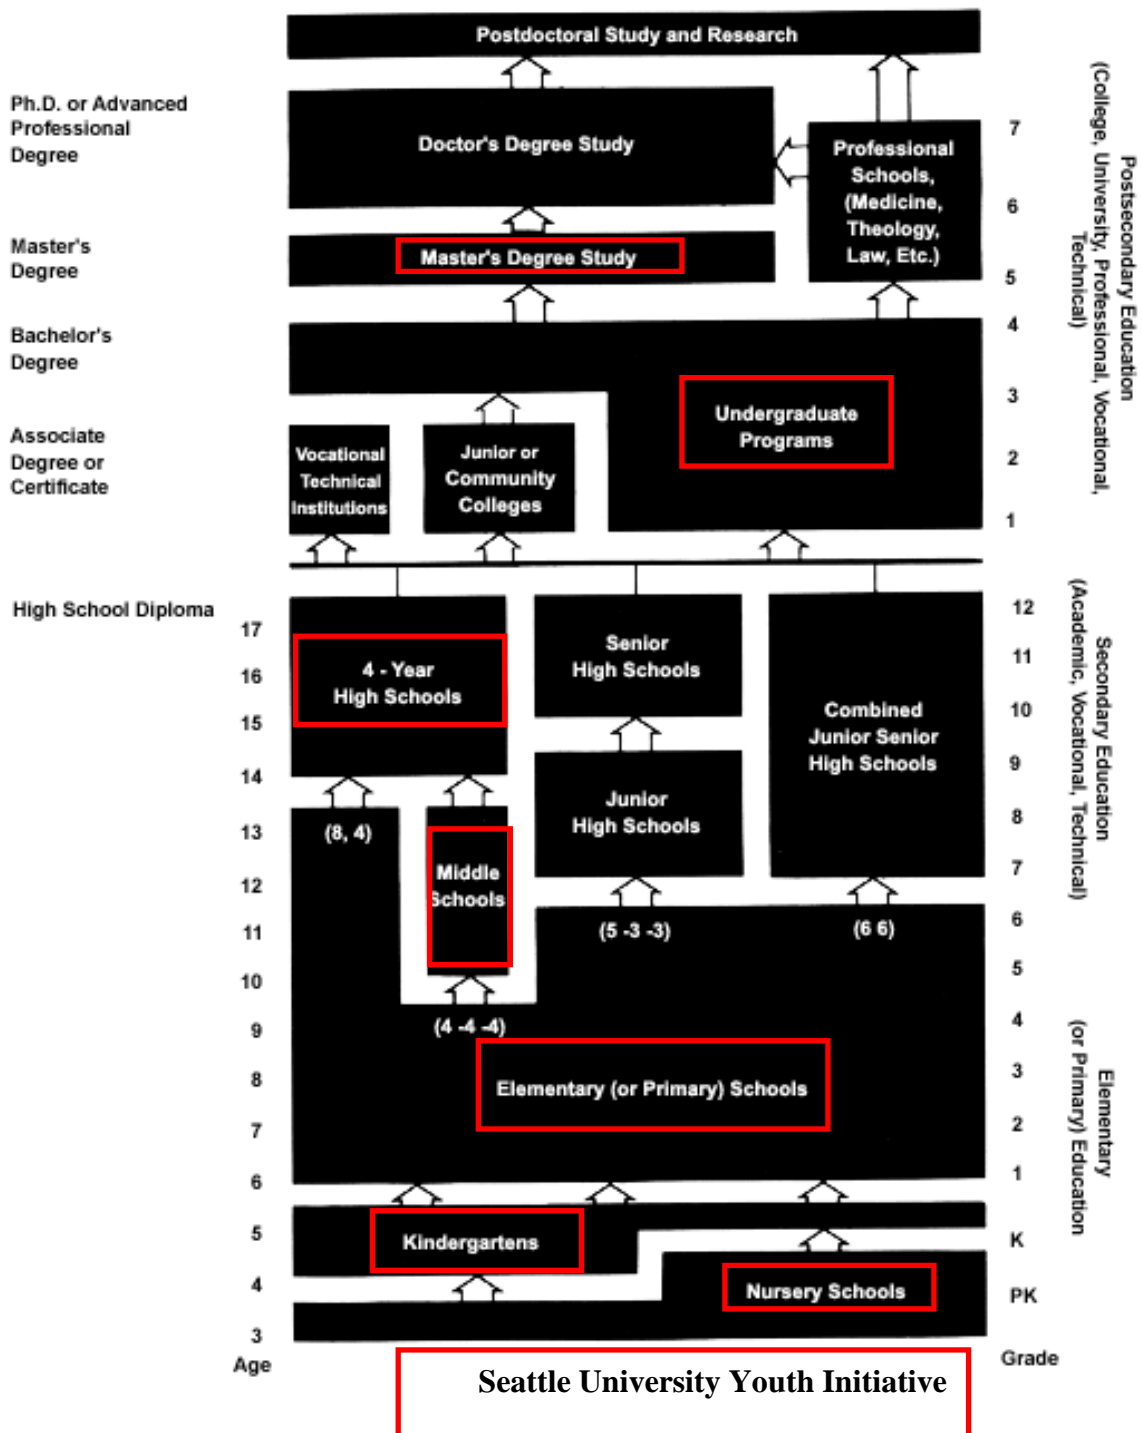 Postdoctoral Study and Research
Ph.D. or Advanced
Professional
Degree
Doctor's Degree Study
Professional
Schools,
(Medicine,
Theology,
Law, Etc.)
7
6
5
Master's
Degree
Master's Degree Study
Bachelor's
Degree
Undergraduate
Programs
4
3
2
1
Associate
Degree or
Certificate
Vocational
Technical
Institutions
Junior or
Community
Colleges
Postsecondary Education
(College, University, Professional, Vocational,
Technical)
High School Diploma
17
16
15
14
13
12
11
10
9
8
7
6
5
4
3
Age
4 - Year
High Schools
Senior
High Schools
Combined
Junior Senior
High Schools
Junior
High Schools
(8, 4)
Middle
Schools
(5 -3 -3)
(6 6)
(4 -4 -4)
Elementary (or Primary) Schools
Kindergartens
Nursery Schools
12
11
10
9
8
7
6
5
4
3
2
1
K
PK
Grade
Secondary Education
(Academic, Vocational, Technical)
Elementary
(or Primary) Education
Seattle University Youth Initiative